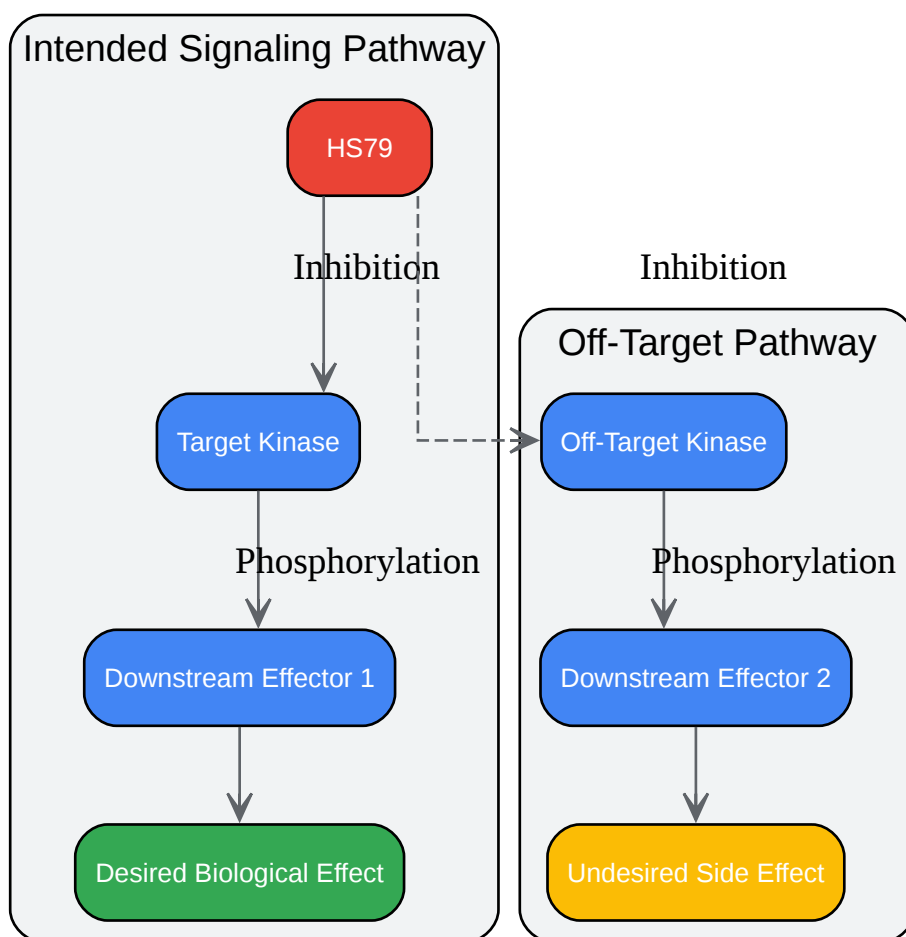 Intended Signaling Pathway
HS79
Inhibition
Inhibition
Off-Target Pathway
Target Kinase
Off-Target Kinase
Phosphorylation
Phosphorylation
Downstream Effector 1
Downstream Effector 2
Desired Biological Effect
Undesired Side Effect